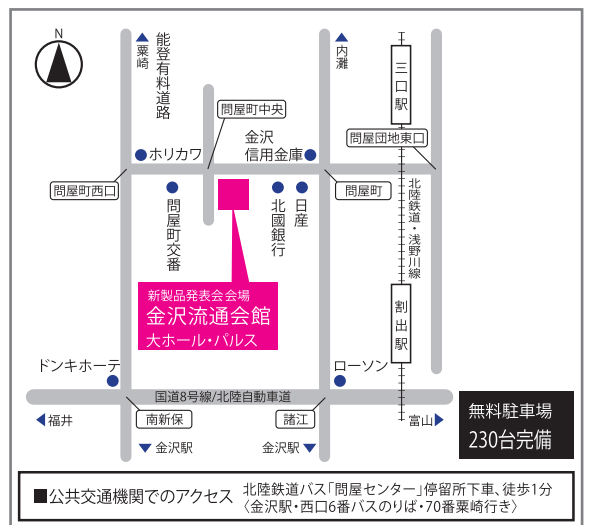 N
粟崎
能登有料道路
内灘
三口駅
問屋町中央
金沢
信用金庫
問屋団地東口
ホリカワ
問屋町西口
問屋町
問屋町交番
北國銀行
日産
北陸鉄道・浅野川線
新製品発表会会場
金沢流通会館
大ホール・パルス
割出駅
ドンキホーテ
ローソン
国道8号線/北陸自動車道
福井
南新保
諸江
富山
金沢駅
金沢駅
無料駐車場
230台完備
■公共交通機関でのアクセス
北陸鉄道バス「問屋センター」停留所下車、徒歩1分
〈金沢駅・西口6番バスのりば・70番粟崎行き〉